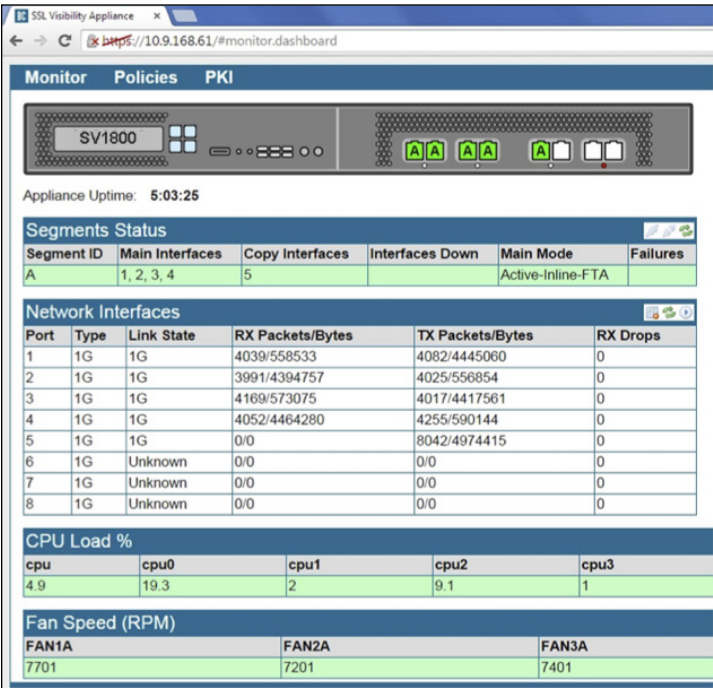 SSL Visibility Appliance
https://10.9.168.61/#monitor.dashboard
Monitor Policies PKI
SV1800
A A A A A
Appliance Uptime: 5:03:25
Segments Status
Segment ID Main Interfaces Copy Interfaces Interfaces Down Main Mode Failures
A 1, 2, 3, 4 5 Active-Inline-FTA
Network Interfaces
Port Type Link State RX Packets/Bytes TX Packets/Bytes RX Drops
1 1G 1G 4039/558533 4082/4445060 0
2 1G 1G 3991/4394757 4025/556854 0
3 1G 1G 4169/573075 4017/4417561 0
4 1G 1G 4052/4464280 4255/590144 0
5 1G 1G 0/0 8042/4974415 0
6 1G Unknown 0/0 0/0 0
7 1G Unknown 0/0 0/0 0
8 1G Unknown 0/0 0/0 0
CPU Load %
cpu cpu0 cpu1 cpu2 cpu3
4.9 19.3 2 9.1 1
Fan Speed (RPM)
FAN1A FAN2A FAN3A
7701 7201 7401